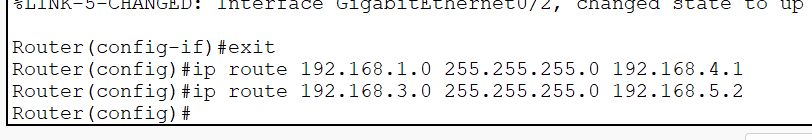 %LINK-5-CHANGED: Interface GigabitEthernet0/2, changed state to up
Router(config-if)#exit
Router(config)#ip route 192.168.1.0 255.255.255.0 192.168.4.1
Router(config)#ip route 192.168.3.0 255.255.255.0 192.168.5.2
Router(config)#